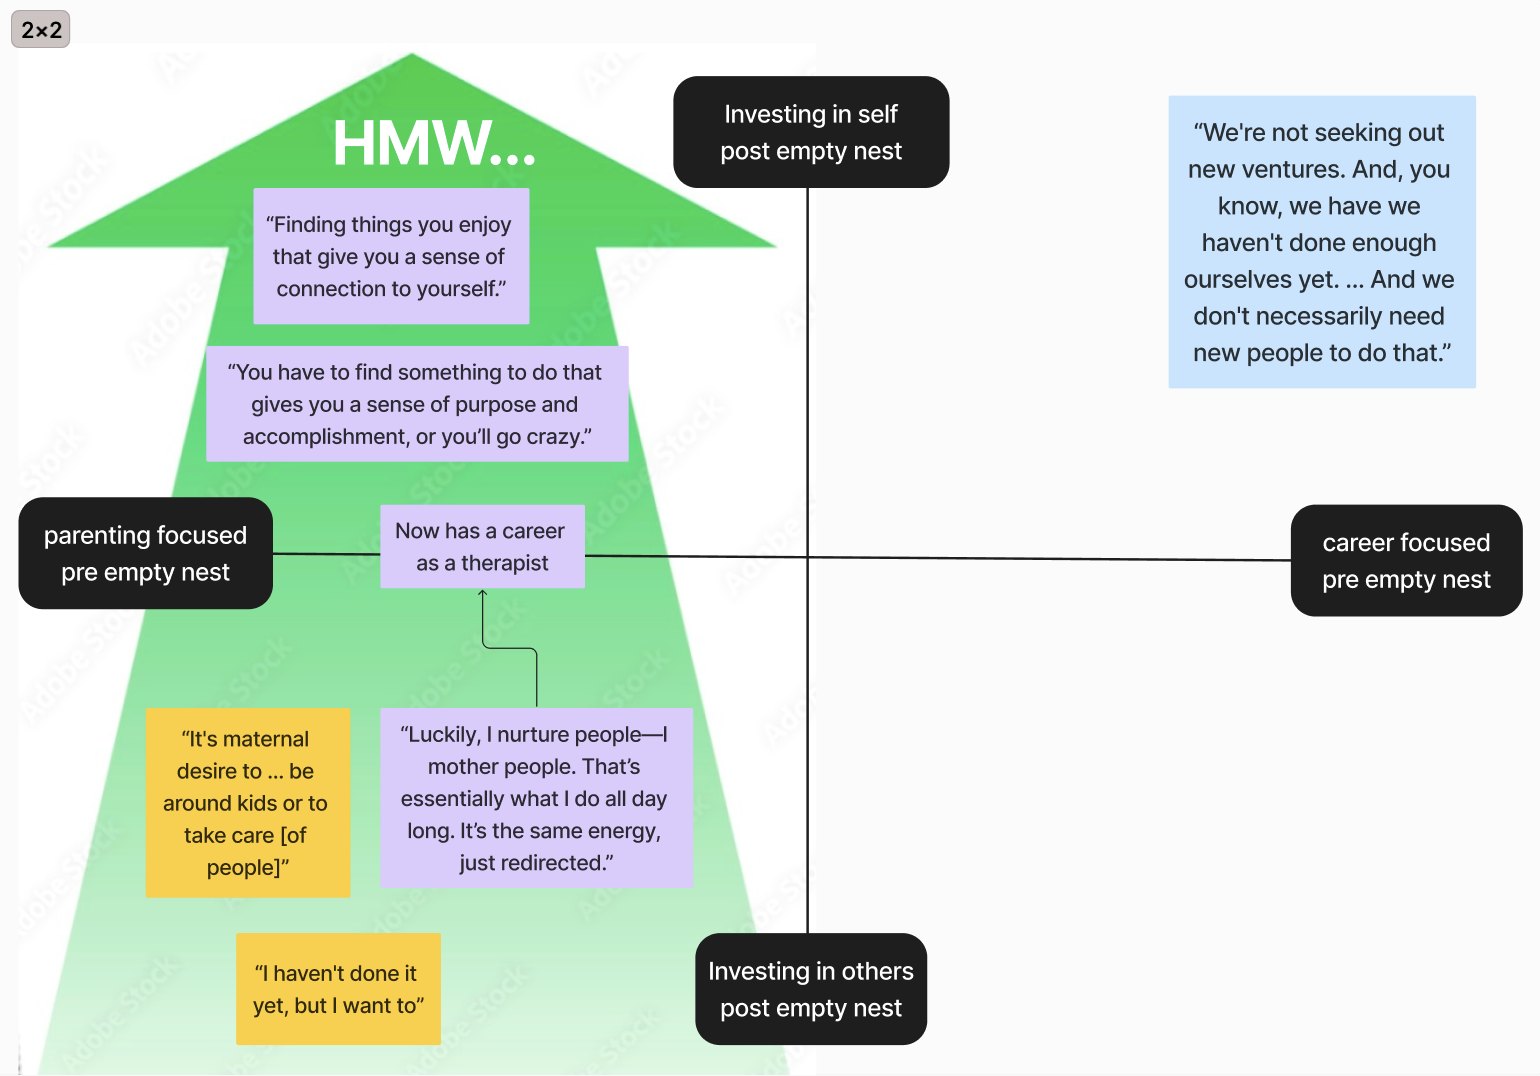 2×2
HMW...
Investing in self
post empty nest
“We're not seeking out
new ventures. And, you
know, we have we
haven't done enough
ourselves yet. ... And we
don't necessarily need
new people to do that.”
“Finding things you enjoy
that give you a sense of
connection to yourself.”
“You have to find something to do that
gives you a sense of purpose and
accomplishment, or you’ll go crazy.”
parenting focused
pre empty nest
Now has a career
as a therapist
career focused
pre empty nest
“It's maternal
desire to ... be
around kids or to
take care [of
people]”
“Luckily, I nurture people—I
mother people. That’s
essentially what I do all day
long. It’s the same energy,
just redirected.”
“I haven't done it
yet, but I want to”
Investing in others
post empty nest
Adobe Stock